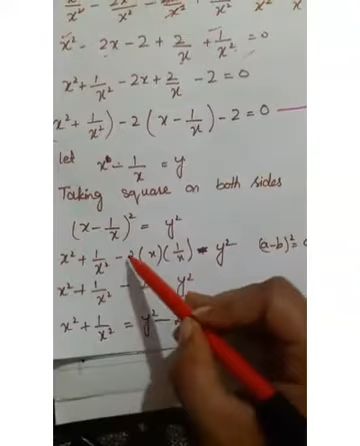 x² - 2x - 2 + 2/x + 1/x² = 0
x² + 1/x² - 2x + 2/x - 2 = 0
x² + 1/x²) - 2(x - 1/x) - 2 = 0
let x - 1/x = y
Taking square on both sides
(x - 1/x)² = y²
x² + 1/x² - 2(x)(1/x) = y² (a-b)² =
x² + 1/x² - y²
x² + 1/x² = y²